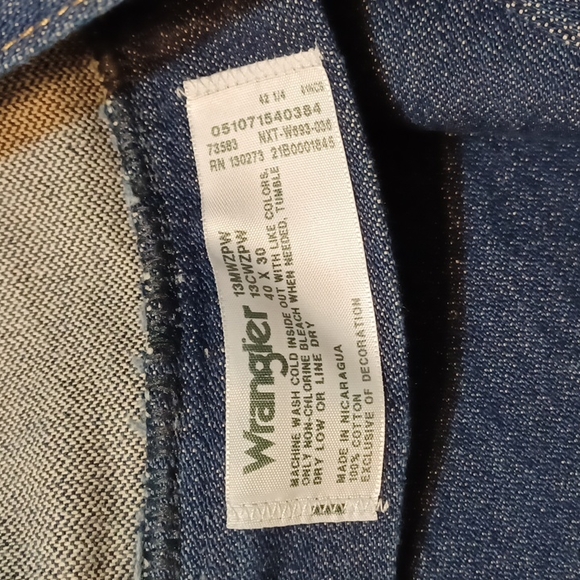 42 1/4 41NCS
051071540384
73583 NXT-W693-036
RN 130273 21B0001845
Wrangler
13MWZPW
13CWZPW
40 X 30
MACHINE WASH COLD INSIDE OUT WITH LIKE COLORS,
ONLY NON-CHLORINE BLEACH WHEN NEEDED, TUMBLE
DRY LOW OR LINE DRY
MADE IN NICARAGUA
100% COTTON
EXCLUSIVE OF DECORATION